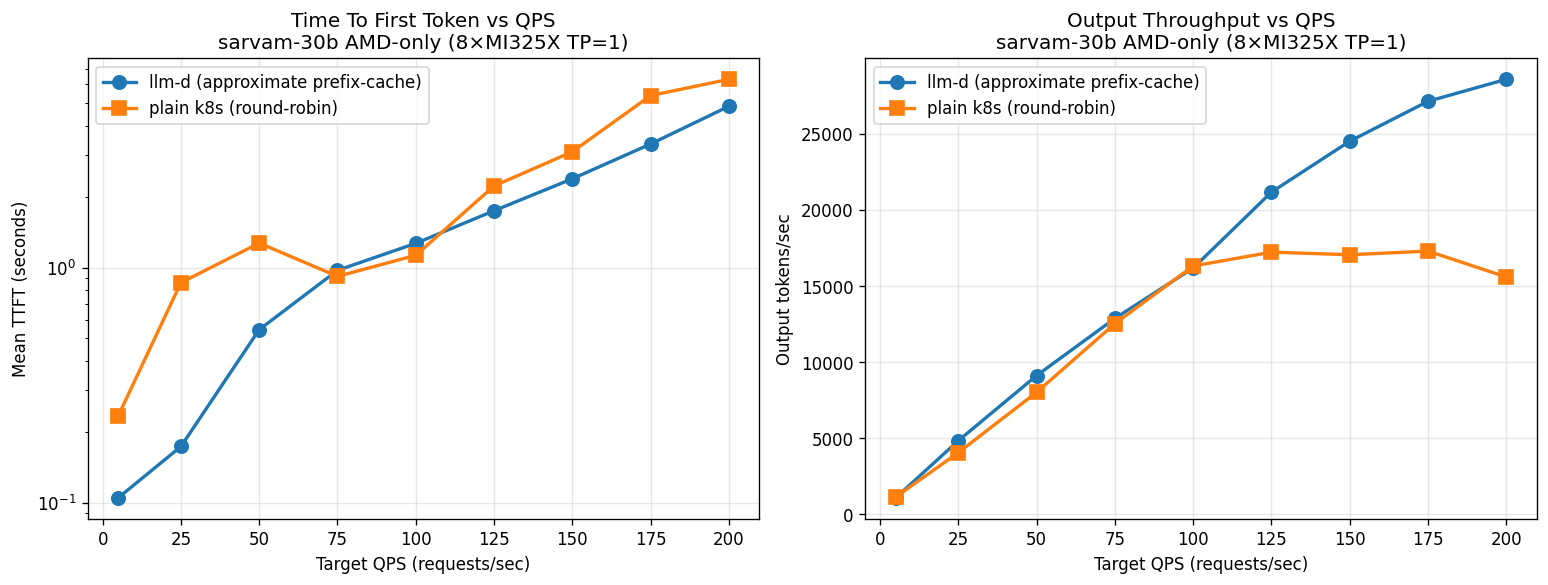 Time To First Token vs QPS
sarvam-30b AMD-only (8×MI325X TP=1)
llm-d (approximate prefix-cache)
plain k8s (round-robin)
Mean TTFT (seconds)
10⁰
10⁻¹
0 25 50 75 100 125 150 175 200
Target QPS (requests/sec)
Output Throughput vs QPS
sarvam-30b AMD-only (8×MI325X TP=1)
llm-d (approximate prefix-cache)
plain k8s (round-robin)
Output tokens/sec
25000
20000
15000
10000
5000
0
0 25 50 75 100 125 150 175 200
Target QPS (requests/sec)